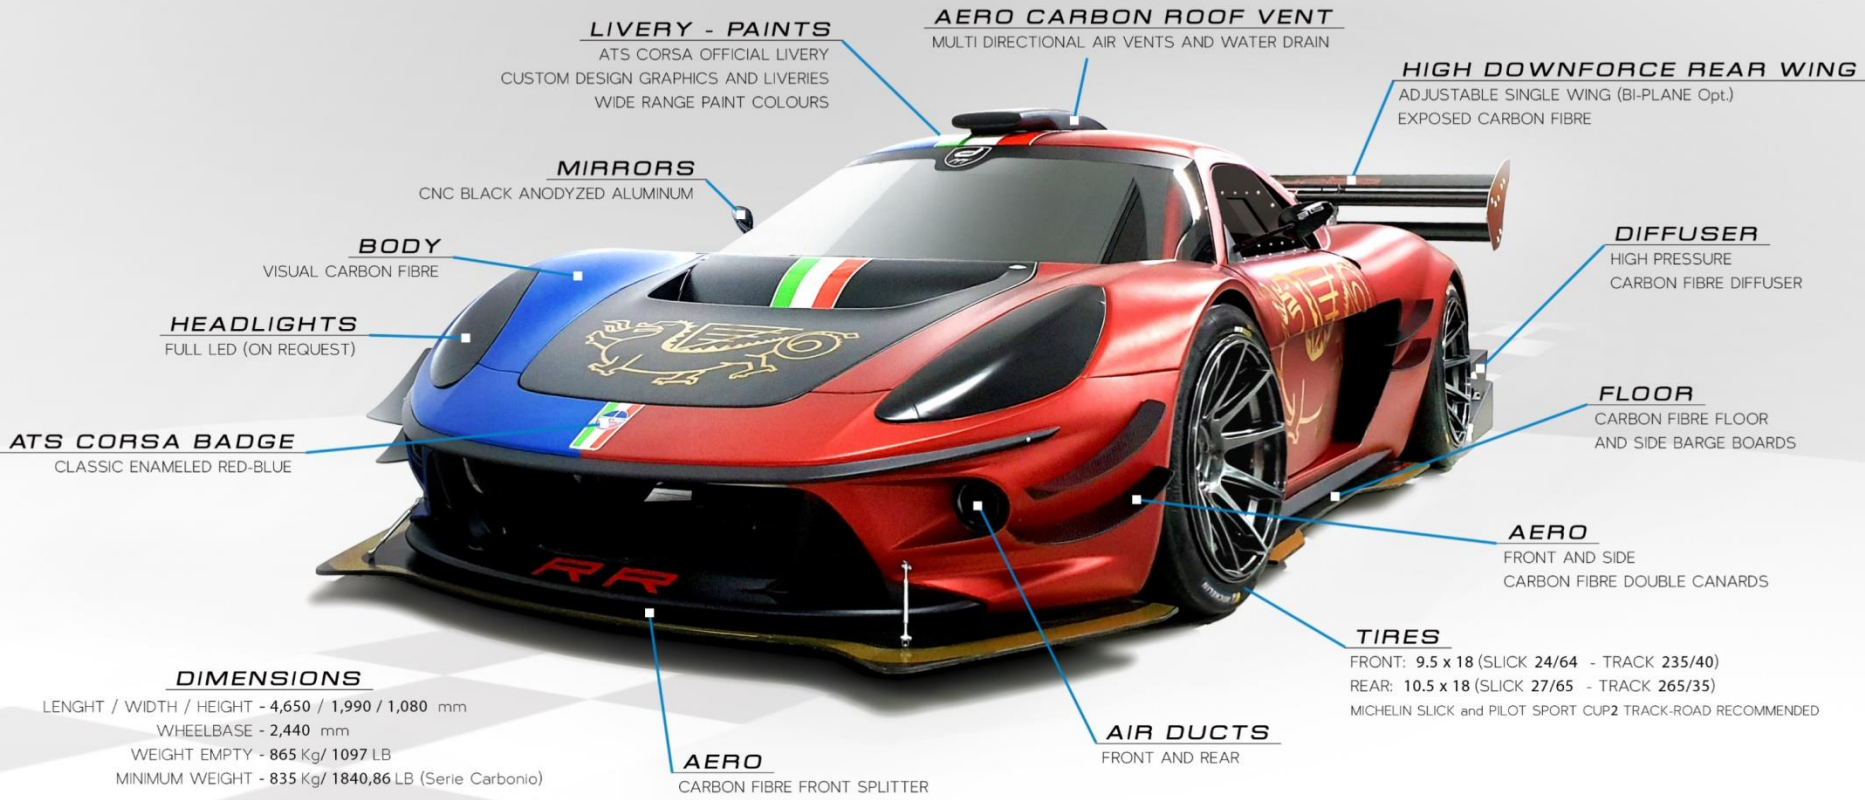 LIVERY - PAINTS
ATS CORSA OFFICIAL LIVERY
CUSTOM DESIGN GRAPHICS AND LIVERIES
WIDE RANGE PAINT COLOURS
AERO CARBON ROOF VENT
MULTI DIRECTIONAL AIR VENTS AND WATER DRAIN
HIGH DOWNFORCE REAR WING
ADJUSTABLE SINGLE WING (BI-PLANE Opt.)
EXPOSED CARBON FIBRE
MIRRORS
CNC BLACK ANODYZED ALUMINUM
BODY
VISUAL CARBON FIBRE
DIFFUSER
HIGH PRESSURE
CARBON FIBRE DIFFUSER
HEADLIGHTS
FULL LED (ON REQUEST)
FLOOR
CARBON FIBRE FLOOR
AND SIDE BARGE BOARDS
ATS CORSA BADGE
CLASSIC ENAMELED RED-BLUE
AERO
FRONT AND SIDE
CARBON FIBRE DOUBLE CANARDS
RR
MICHELIN
TIRES
FRONT: 9.5 x 18 (SLICK 24/64 - TRACK 235/40)
REAR: 10.5 x 18 (SLICK 27/65 - TRACK 265/35)
MICHELIN SLICK and PILOT SPORT CUP2 TRACK-ROAD RECOMMENDED
DIMENSIONS
LENGHT / WIDTH / HEIGHT - 4,650 / 1,990 / 1,080 mm
WHEELBASE - 2,440 mm
WEIGHT EMPTY - 865 Kg/ 1097 LB
MINIMUM WEIGHT - 835 Kg/ 1840,86 LB (Serie Carbonio)
AERO
CARBON FIBRE FRONT SPLITTER
AIR DUCTS
FRONT AND REAR